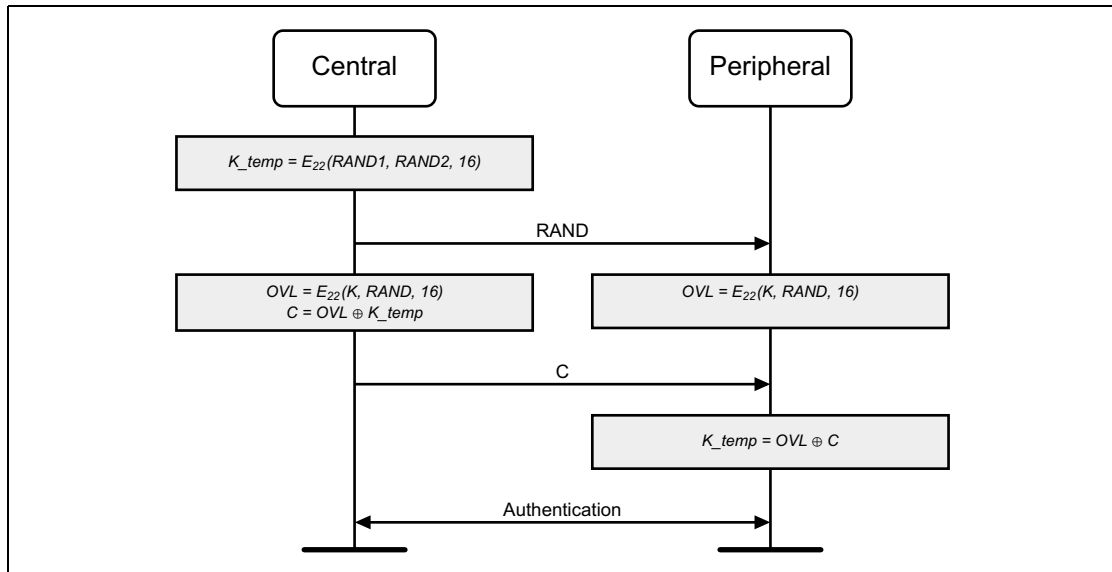 Central
Peripheral
K_temp = E₂₂(RAND1, RAND2, 16)
RAND
OVL = E₂₂(K, RAND, 16)
C = OVL ⊕ K_temp
OVL = E₂₂(K, RAND, 16)
C
K_temp = OVL ⊕ C
Authentication